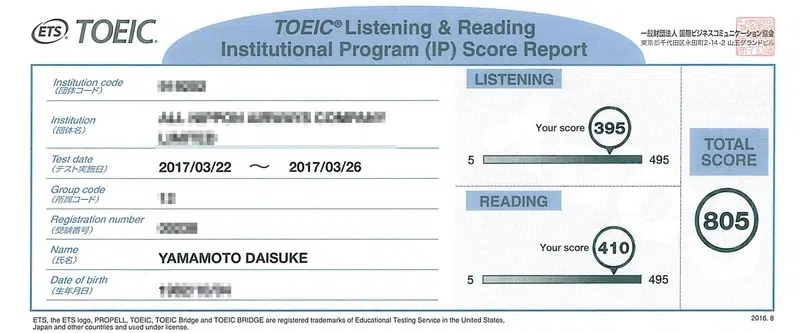 ETS TOEIC®
TOEIC® Listening & Reading
Institutional Program (IP) Score Report
一般財団法人 国際ビジネスコミュニケーション協会
東京都千代田区永田町2-14-2 山王グランドビル
Institution code
(団体コード)
Institution
(団体名)
Test date
(テスト実施日)
2017/03/22 ～ 2017/03/26
Group code
(所属コード)
Registration number
(受験番号)
Name
(氏名)
YAMAMOTO DAISUKE
Date of birth
(生年月日)
LISTENING
Your score 395
5 495
READING
Your score 410
5 495
TOTAL
SCORE
805
ETS, the ETS logo, PROPELL, TOEIC, TOEIC Bridge and TOEIC BRIDGE are registered trademarks of Educational Testing Service in the United States,
Japan and other countries and used under license.
2016. 8